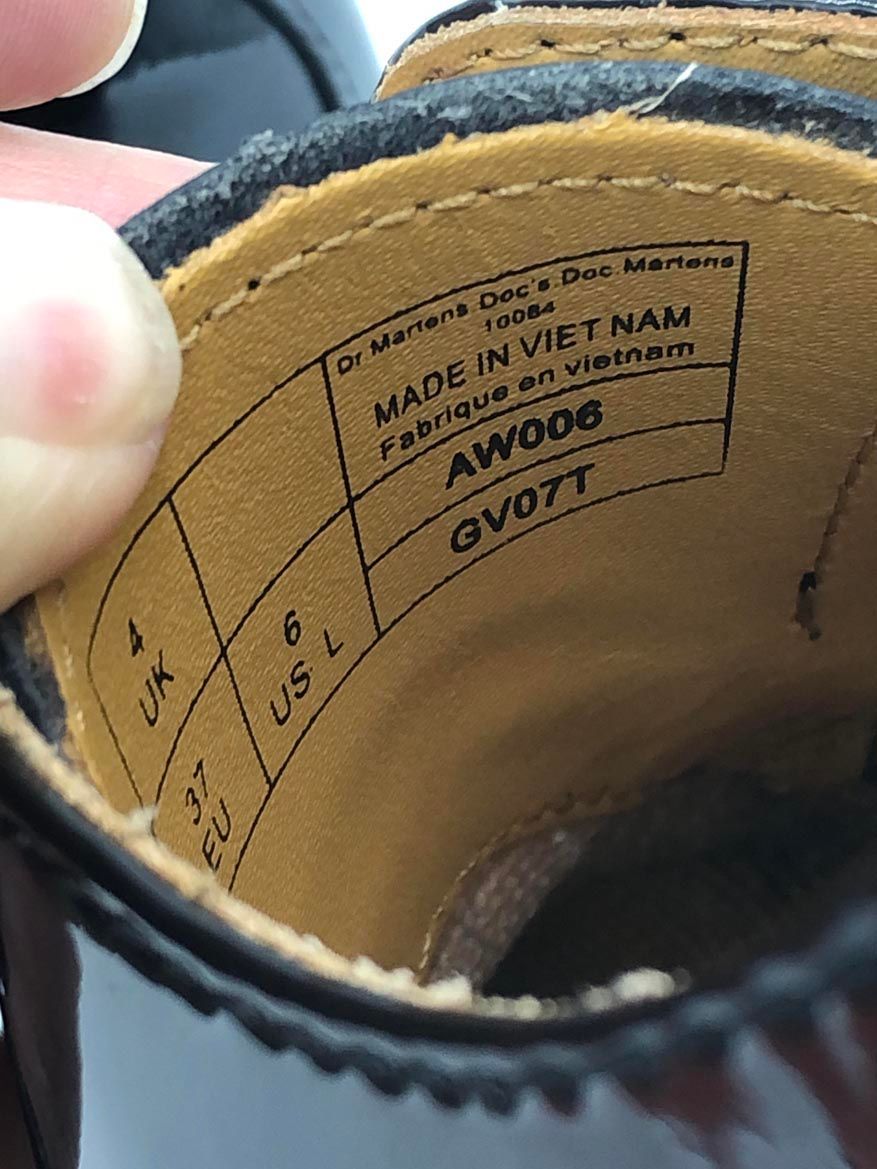 Dr Martens Doc's Doc Martens
10084
MADE IN VIET NAM
Fabrique en vietnam
AW006
GV07T
4
UK
6
US L
37
EU